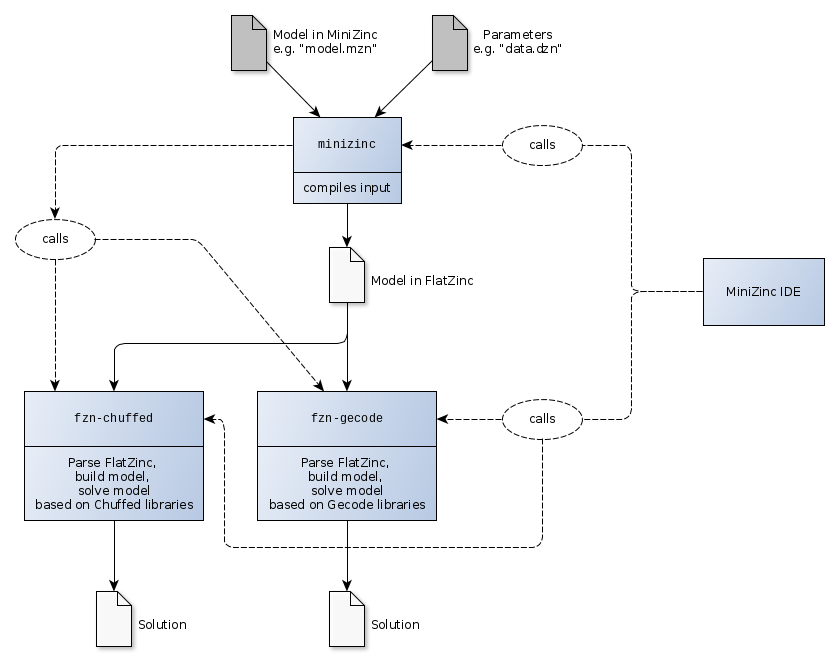 Model in MiniZinc
e.g. "model.mzn"
Parameters
e.g. "data.dzn"
minizinc
compiles input
calls
calls
Model in FlatZinc
MiniZinc IDE
fzn-chuffed
Parse FlatZinc,
build model,
solve model
based on Chuffed libraries
fzn-gecode
Parse FlatZinc,
build model,
solve model
based on Gecode libraries
calls
Solution
Solution